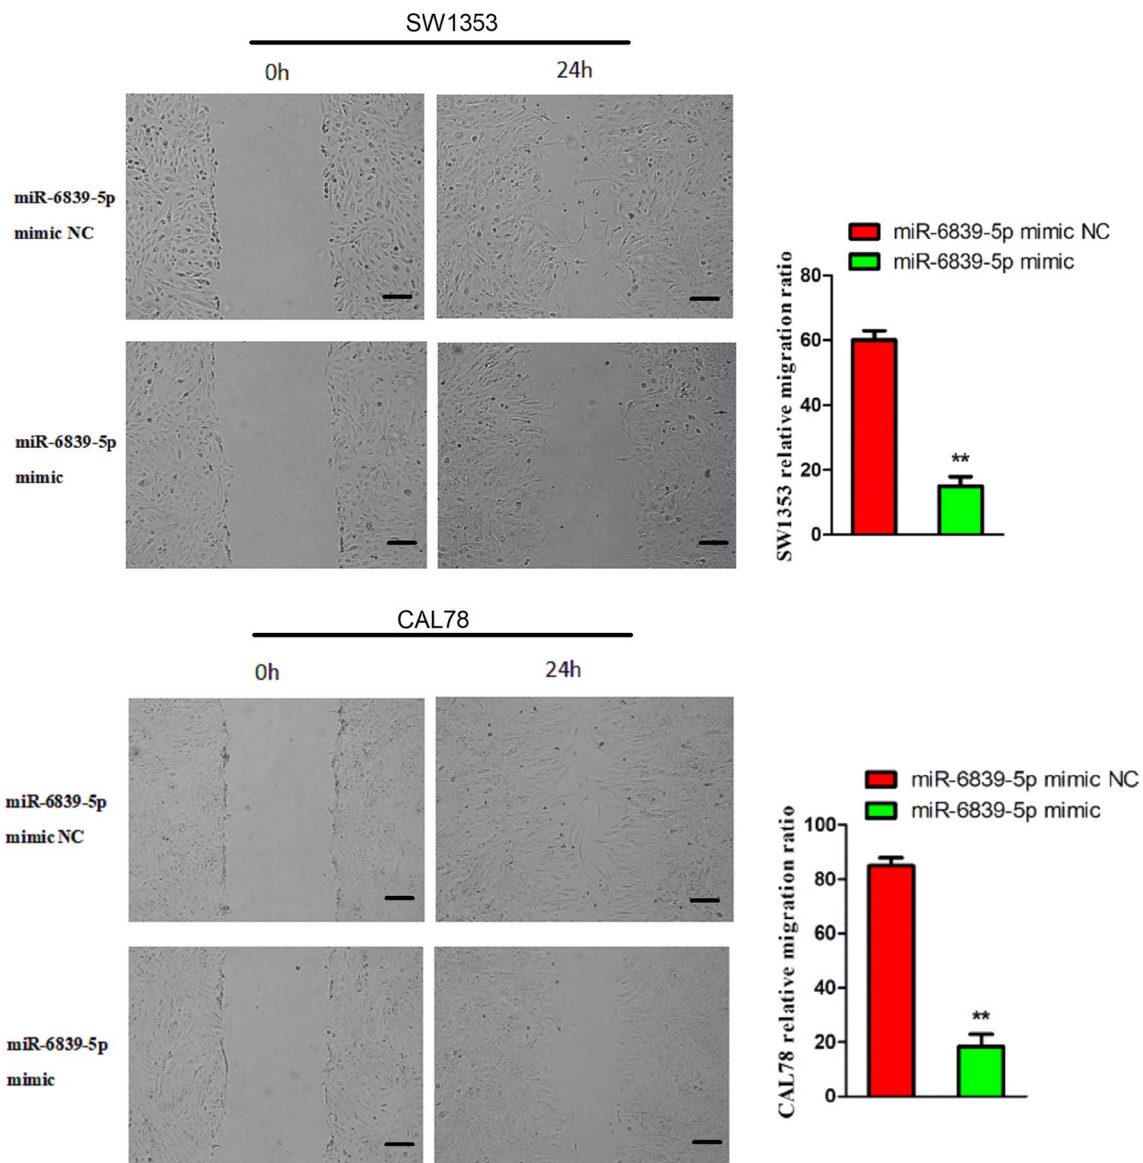 SW1353
0h
24h
miR-6839-5p
mimic NC
miR-6839-5p
mimic
miR-6839-5p mimic NC
miR-6839-5p mimic
SW1353 relative migration ratio
80
60
40
20
0
**
CAL78
0h
24h
miR-6839-5p
mimic NC
miR-6839-5p
mimic
miR-6839-5p mimic NC
miR-6839-5p mimic
CAL78 relative migration ratio
100
80
60
40
20
0
**